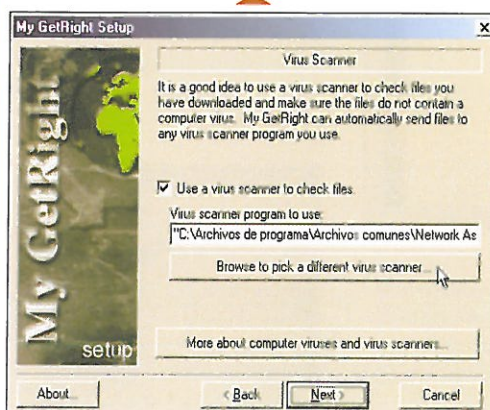 My GetRight Setup
Virus Scanner
It is a good idea to use a virus scanner to check files you
have downloaded and make sure the files do not contain a
computer virus. My GetRight can automatically send files to
any virus scanner program you use.
Use a virus scanner to check files.
Virus scanner program to use:
"C:\Archivos de programa\Archivos comunes\Network As
Browse to pick a different virus scanner...
More about computer viruses and virus scanners...
My GetRight
setup
About...
< Back
Next >
Cancel